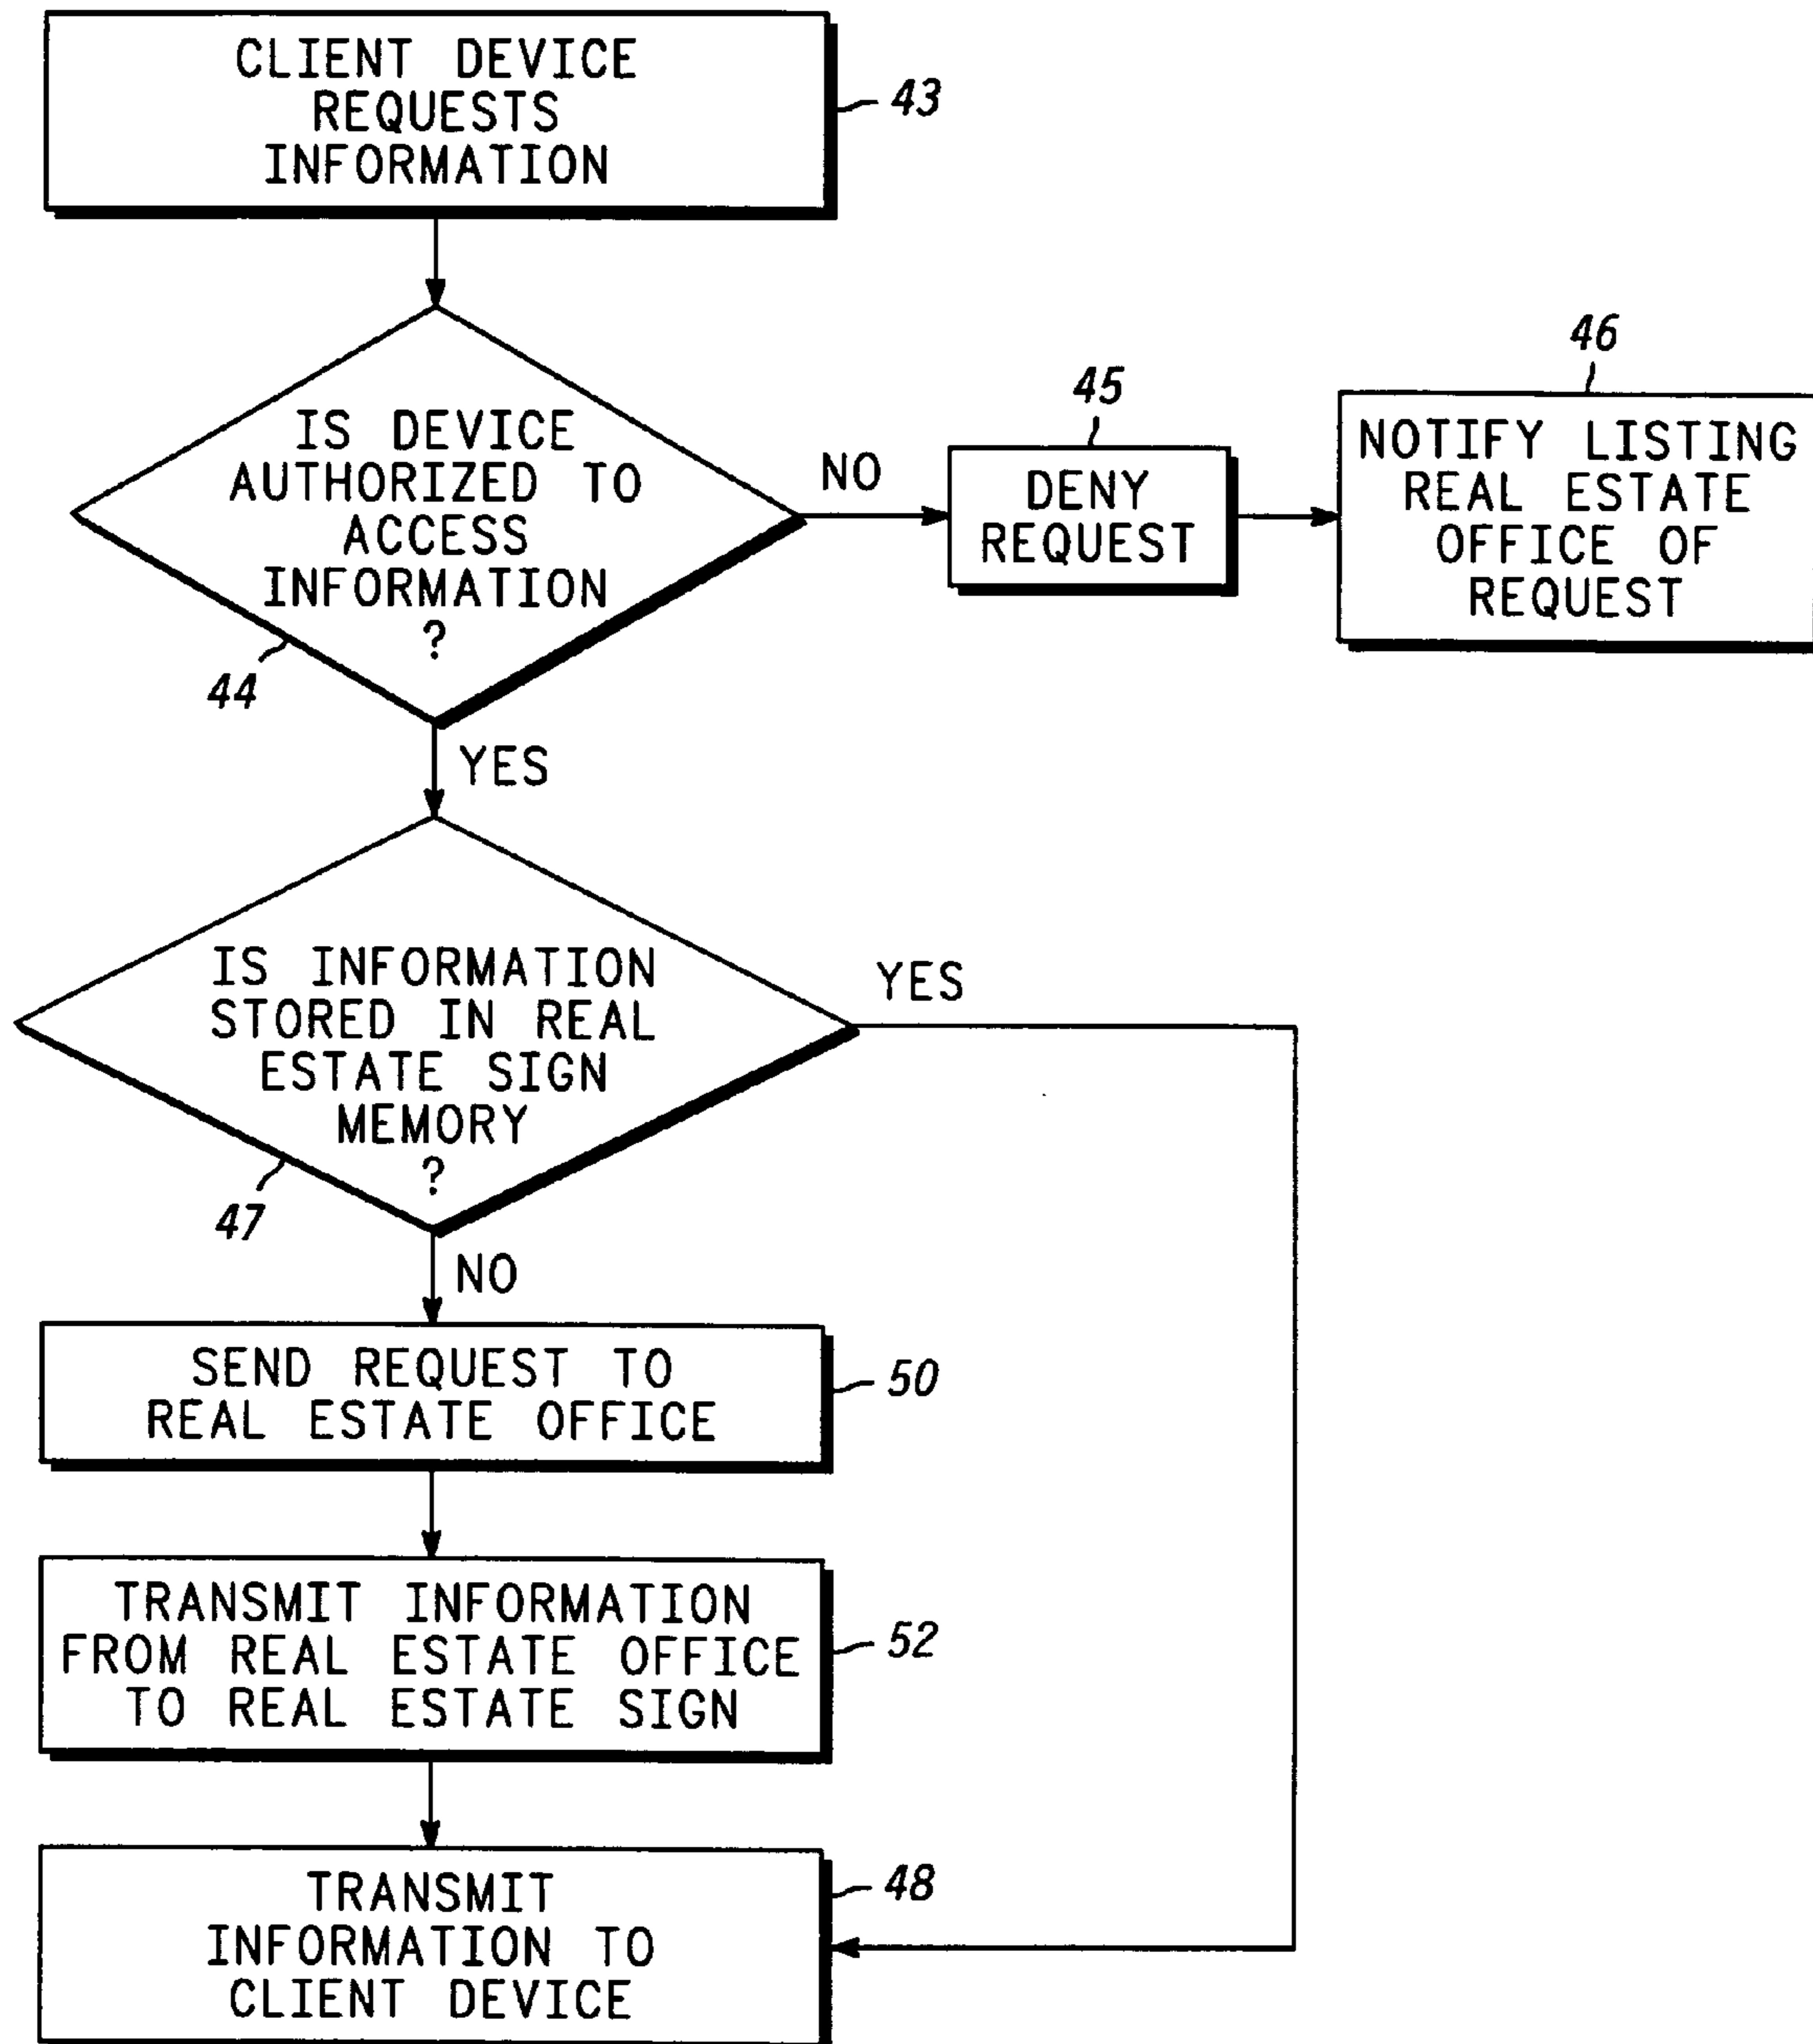 CLIENT DEVICE
REQUESTS
INFORMATION
43
IS DEVICE
AUTHORIZED TO
ACCESS
INFORMATION
?
44
NO
45
DENY
REQUEST
46
NOTIFY LISTING
REAL ESTATE
OFFICE OF
REQUEST
YES
IS INFORMATION
STORED IN REAL
ESTATE SIGN
MEMORY
?
47
YES
NO
SEND REQUEST TO
REAL ESTATE OFFICE
50
TRANSMIT INFORMATION
FROM REAL ESTATE OFFICE
TO REAL ESTATE SIGN
52
TRANSMIT
INFORMATION TO
CLIENT DEVICE
48